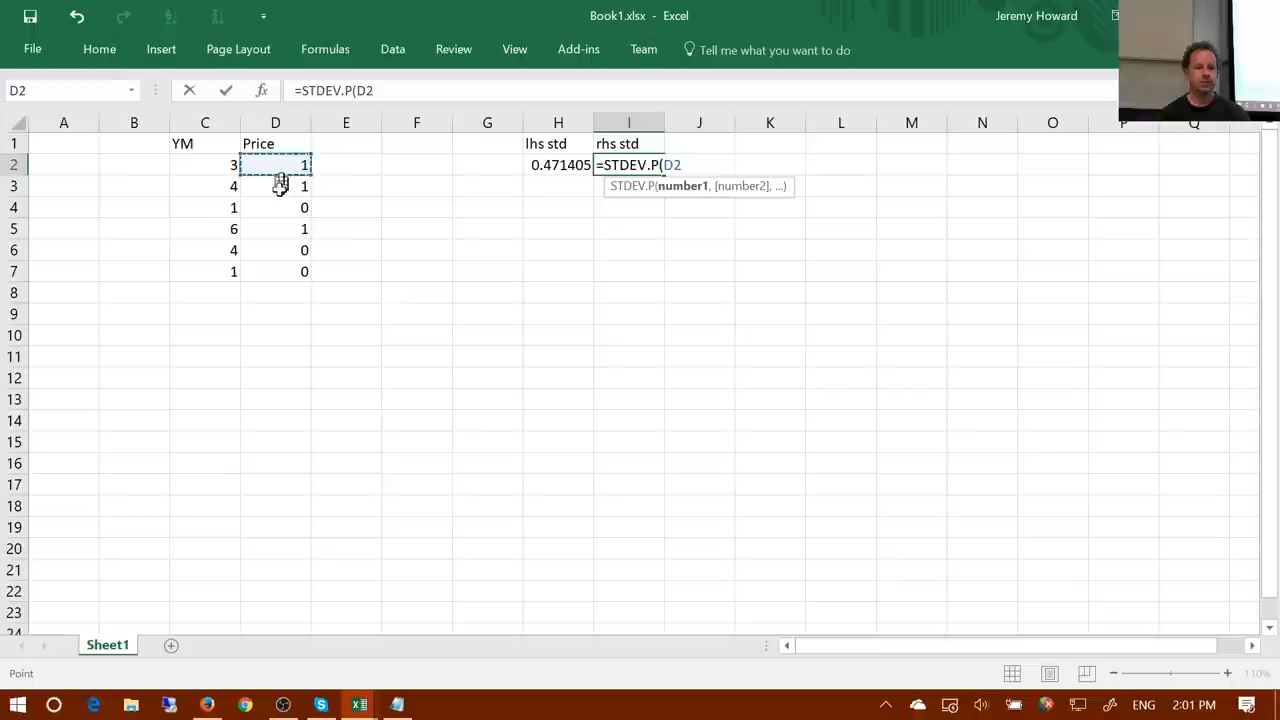 Book1.xlsx - Excel
Jeremy Howard
File Home Insert Page Layout Formulas Data Review View Add-ins Team Tell me what you want to do
D2 fx =STDEV.P(D2
A B C D E F G H I J K L M N O P Q
1 YM Price lhs std rhs std
2 3 1 0.471405 =STDEV.P(D2
STDEV.P(number1, [number2], ...)
3 4 1
4 1 0
5 6 1
6 4 0
7 1 0
8
9
10
11
12
13
14
15
16
17
18
19
20
21
22
23
24
Sheet1
Point 110%
ENG 2:01 PM